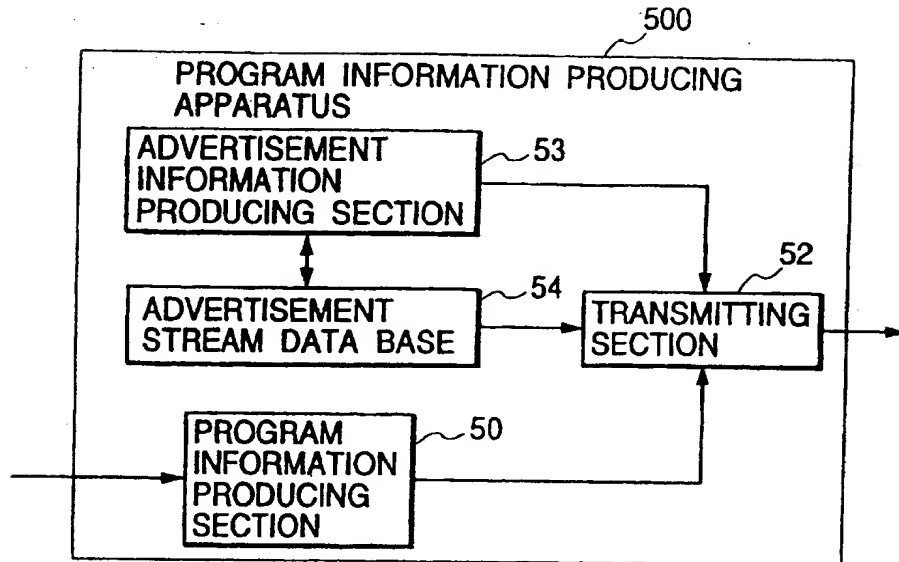 500
PROGRAM INFORMATION PRODUCING
APPARATUS
ADVERTISEMENT
INFORMATION
PRODUCING SECTION
53
ADVERTISEMENT
STREAM DATA BASE
54
52
TRANSMITTING
SECTION
PROGRAM
INFORMATION
PRODUCING
SECTION
50